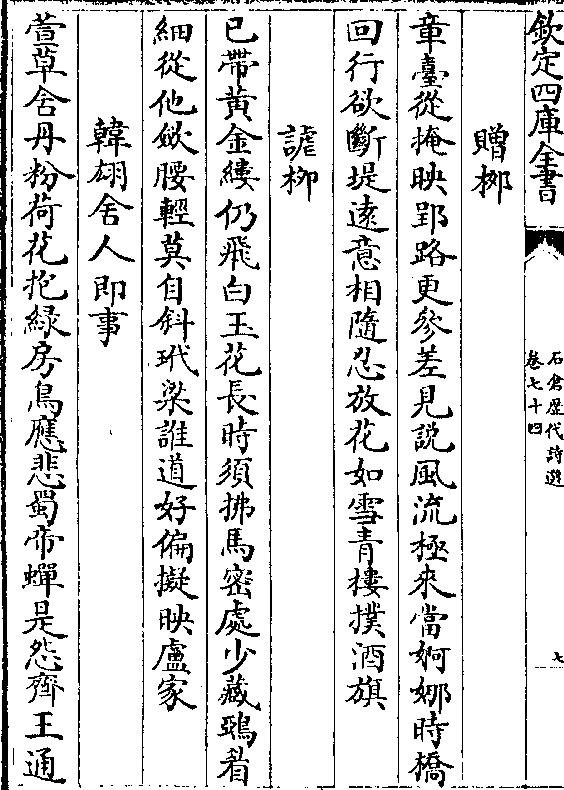 欽定四庫全書
石倉歷代詩選
卷七十四
七
贈柳
章臺從掩映郢路更參差見說風流極來當婀娜時橋
回行欲斷堤遠意相隨忍放花如雪青樓撲酒旗
謔柳
已帶黃金縷仍飛白玉花長時須拂馬密處少藏鵶眉
細從他斂腰輕莫自斜玳梁誰道好偏擬映盧家
韓翃舍人即事
萱草含丹粉荷花抱綠房鳥應悲蜀帝蟬是怨齊王通